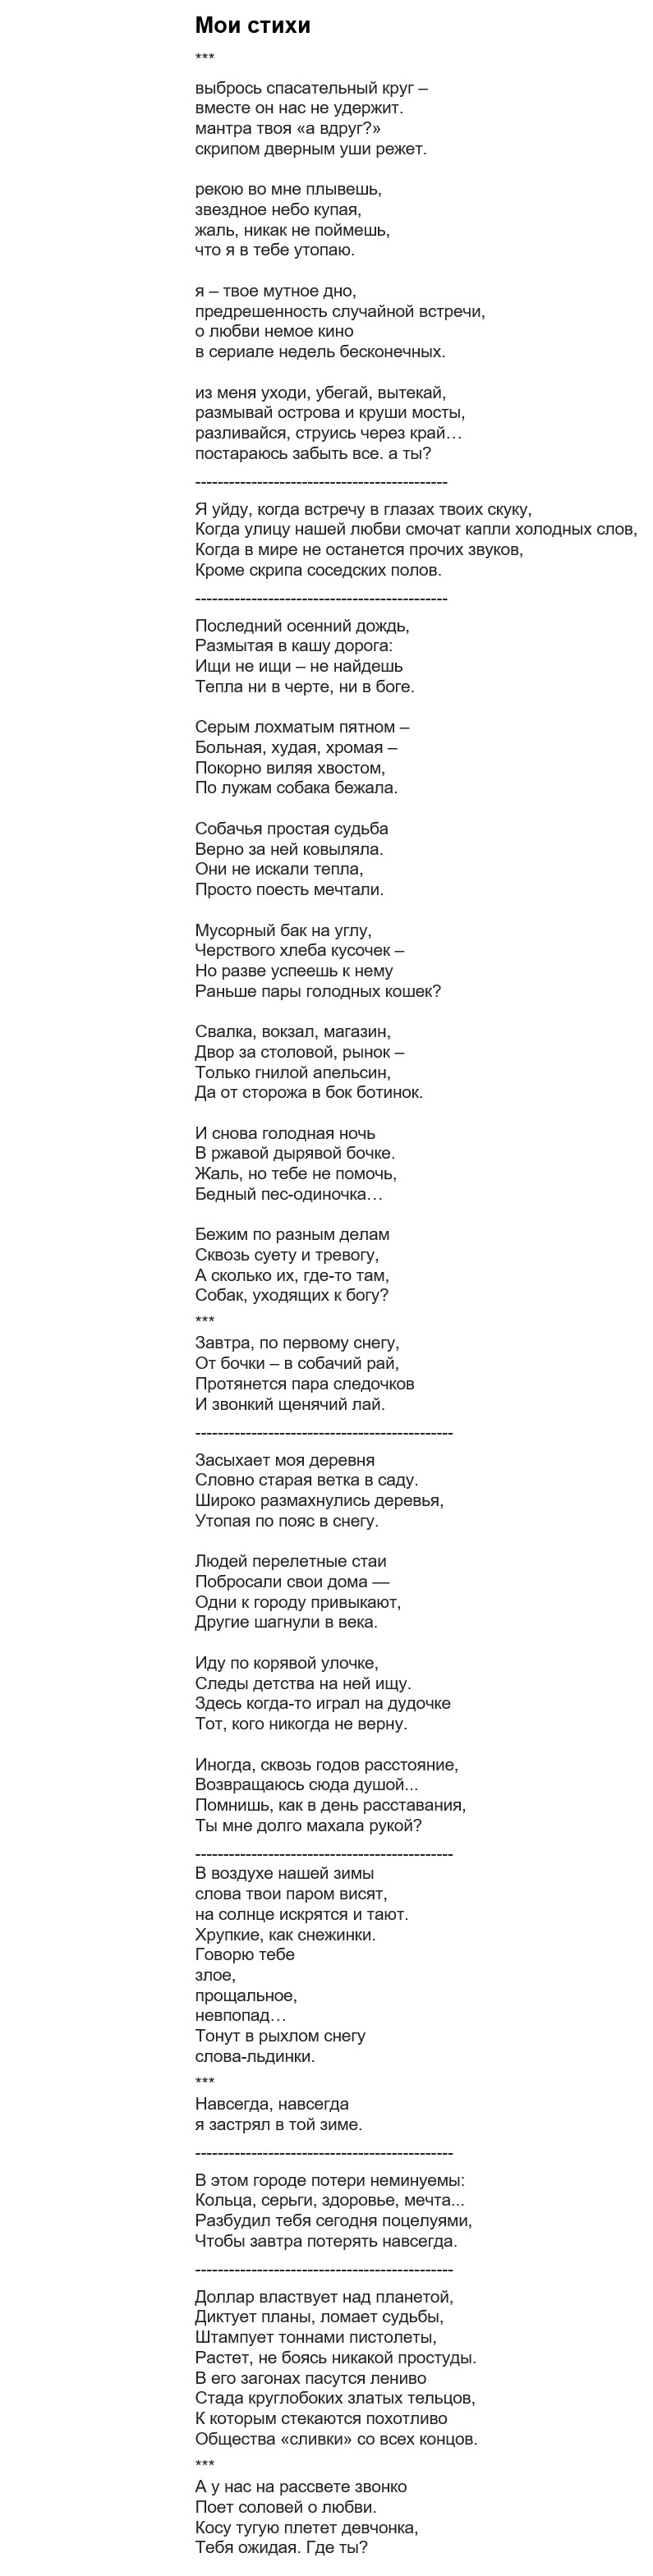 Мои стихи
***
выбрось спасательный круг –
вместе он нас не удержит.
мантра твоя «а вдруг?»
скрипом дверным уши режет.
рекою во мне плывешь,
звездное небо купая,
жаль, никак не поймешь,
что я в тебе утопаю.
я – твое мутное дно,
предрешенность случайной встречи,
о любви немое кино
в сериале недель бесконечных.
из меня уходи, убегай, вытекай,
размывай острова и круши мосты,
разливайся, струись через край…
постараюсь забыть все. а ты?
---------------------------------------------
Я уйду, когда встречу в глазах твоих скуку,
Когда улицу нашей любви смочат капли холодных слов,
Когда в мире не останется прочих звуков,
Кроме скрипа соседских полов.
---------------------------------------------
Последний осенний дождь,
Размытая в кашу дорога:
Ищи не ищи – не найдешь
Тепла ни в черте, ни в боге.
Серым лохматым пятном –
Больная, худая, хромая –
Покорно виляя хвостом,
По лужам собака бежала.
Собачья простая судьба
Верно за ней ковыляла.
Они не искали тепла,
Просто поесть мечтали.
Мусорный бак на углу,
Черствого хлеба кусочек –
Но разве успеешь к нему
Раньше пары голодных кошек?
Свалка, вокзал, магазин,
Двор за столовой, рынок –
Только гнилой апельсин,
Да от сторожа в бок ботинок.
И снова голодная ночь
В ржавой дырявой бочке.
Жаль, но тебе не помочь,
Бедный пес-одиночка…
Бежим по разным делам
Сквозь суету и тревогу,
А сколько их, где-то там,
Собак, уходящих к богу?
***
Завтра, по первому снегу,
От бочки – в собачий рай,
Протянется пара следочков
И звонкий щенячий лай.
----------------------------------------------
Засыхает моя деревня
Словно старая ветка в саду.
Широко размахнулись деревья,
Утопая по пояс в снегу.
Людей перелетные стаи
Побросали свои дома —
Одни к городу привыкают,
Другие шагнули в века.
Иду по корявой улочке,
Следы детства на ней ищу.
Здесь когда-то играл на дудочке
Тот, кого никогда не верну.
Иногда, сквозь годов расстояние,
Возвращаюсь сюда душой...
Помнишь, как в день расставания,
Ты мне долго махала рукой?
----------------------------------------------
В воздухе нашей зимы
слова твои паром висят,
на солнце искрятся и тают.
Хрупкие, как снежинки.
Говорю тебе
злое,
прощальное,
невпопад…
Тонут в рыхлом снегу
слова-льдинки.
***
Навсегда, навсегда
я застрял в той зиме.
----------------------------------------------
В этом городе потери неминуемы:
Кольца, серьги, здоровье, мечта...
Разбудил тебя сегодня поцелуями,
Чтобы завтра потерять навсегда.
----------------------------------------------
Доллар властвует над планетой,
Диктует планы, ломает судьбы,
Штампует тоннами пистолеты,
Растет, не боясь никакой простуды.
В его загонах пасутся лениво
Стада круглобоких златых тельцов,
К которым стекаются похотливо
Общества «сливки» со всех концов.
***
А у нас на рассвете звонко
Поет соловей о любви.
Косу тугую плетет девчонка,
Тебя ожидая. Где ты?